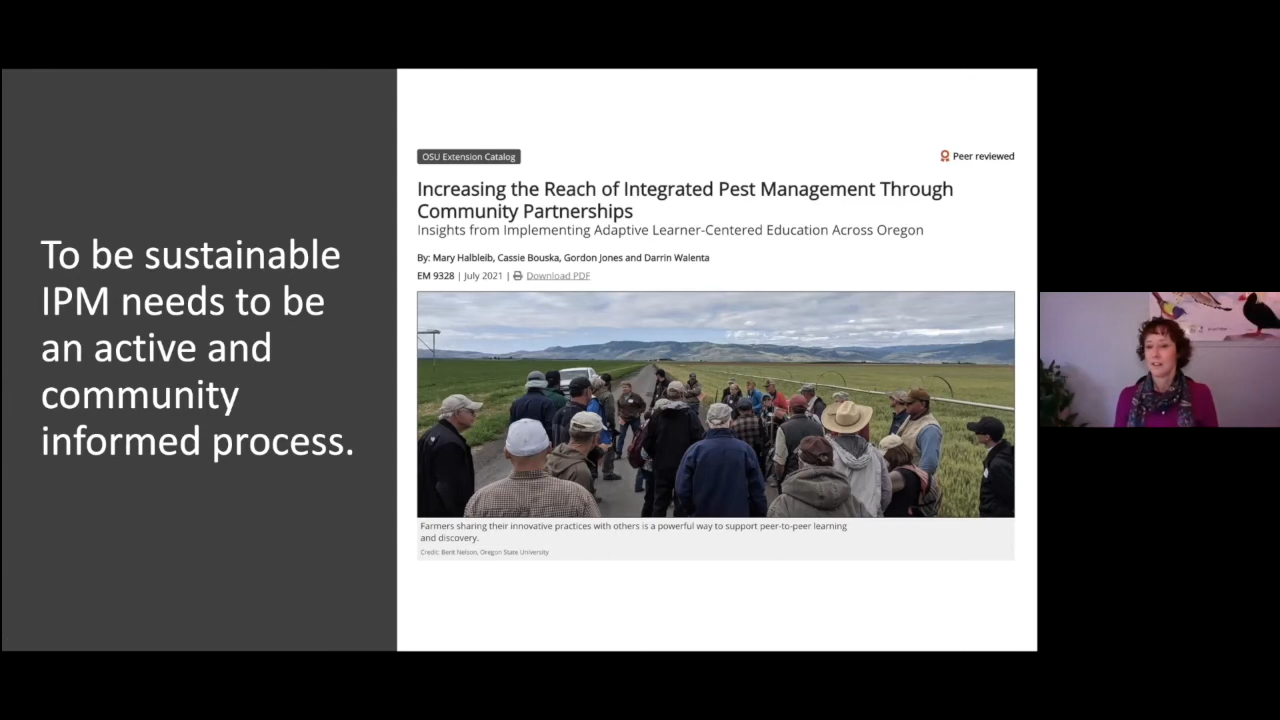 To be sustainable
IPM needs to be
an active and
community
informed process.
OSU Extension Catalog
Peer reviewed
Increasing the Reach of Integrated Pest Management Through
Community Partnerships
Insights from Implementing Adaptive Learner-Centered Education Across Oregon
By: Mary Halbleib, Cassie Bouska, Gordon Jones and Darrin Walenta
EM 9328 | July 2021 | Download PDF
Farmers sharing their innovative practices with others is a powerful way to support peer-to-peer learning
and discovery.
Credit: Berit Nelson, Oregon State University